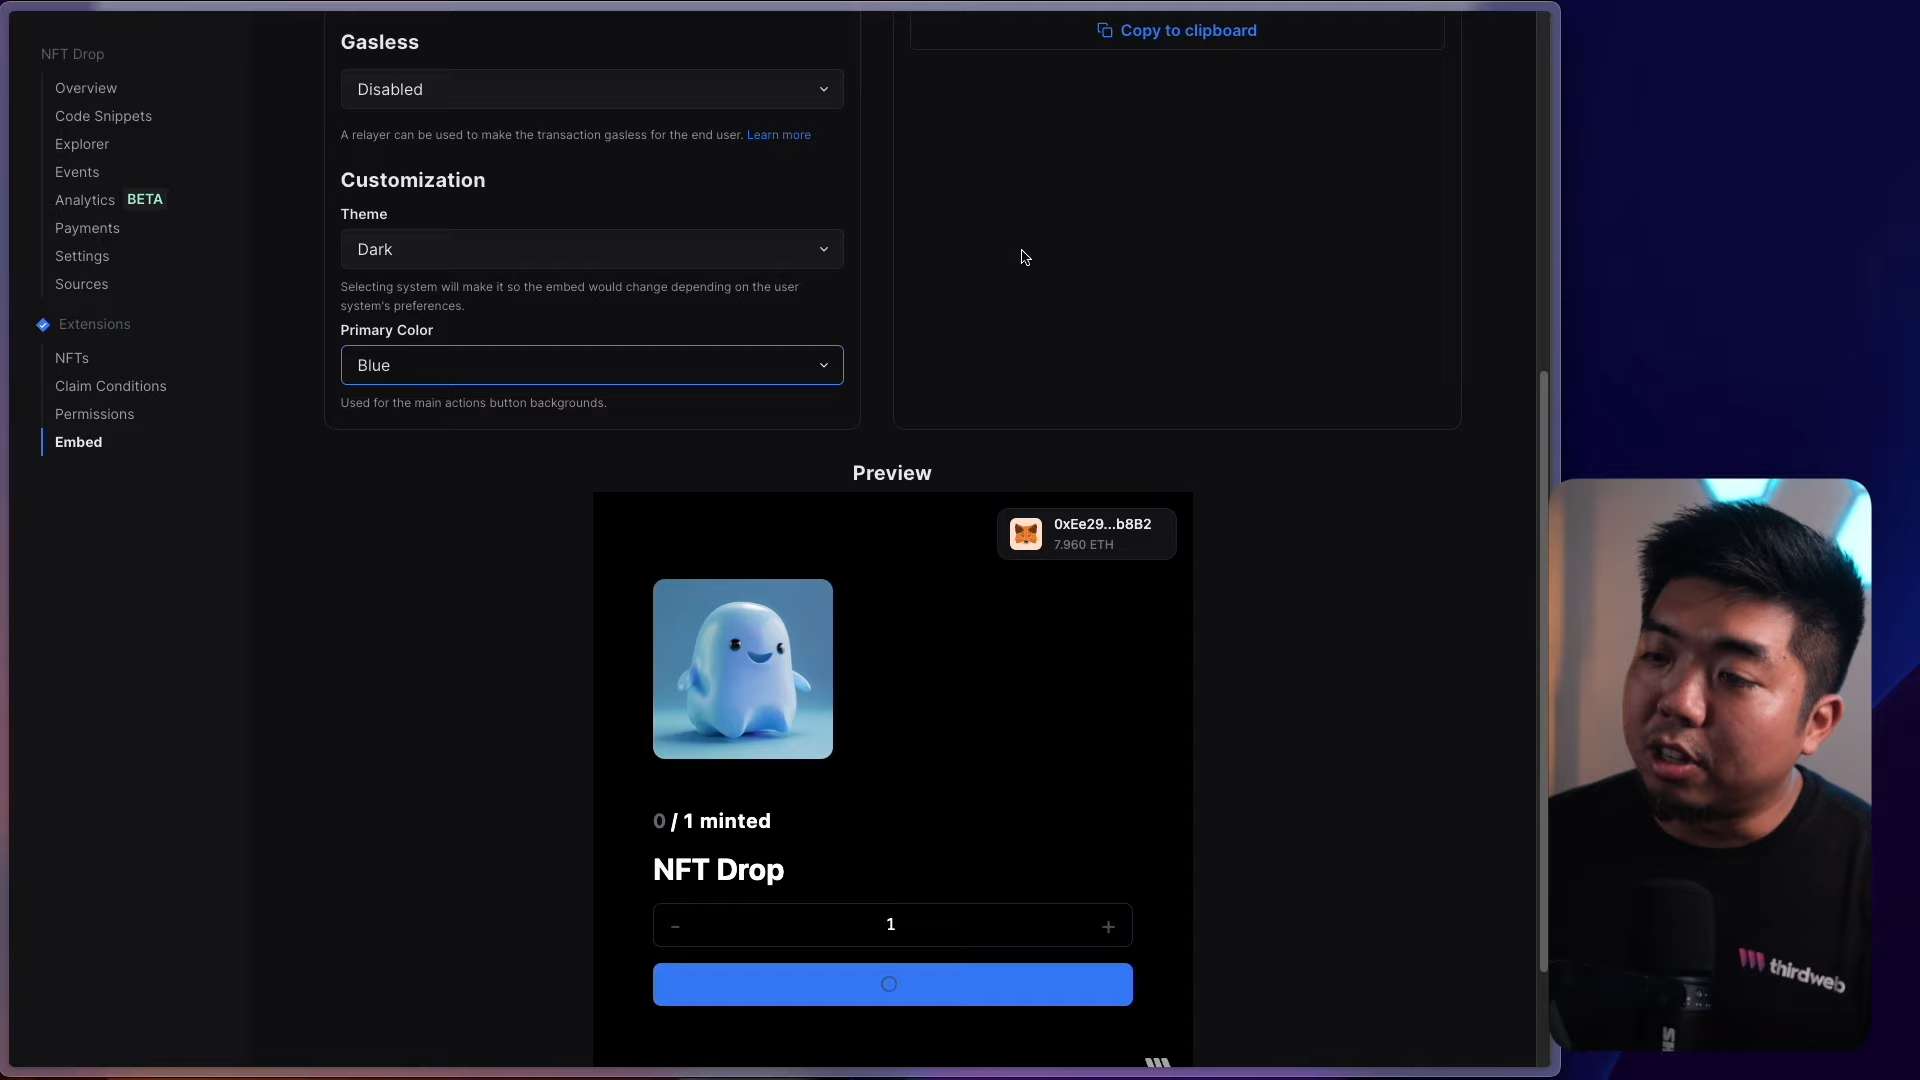 NFT Drop
Overview
Code Snippets
Explorer
Events
Analytics BETA
Payments
Settings
Sources
Extensions
NFTs
Claim Conditions
Permissions
Embed
Gasless
Disabled
A relayer can be used to make the transaction gasless for the end user. Learn more
Customization
Theme
Dark
Selecting system will make it so the embed would change depending on the user
system's preferences.
Primary Color
Blue
Used for the main actions button backgrounds.
Copy to clipboard
Preview
0xEe29...b8B2
7.960 ETH
0 / 1 minted
NFT Drop
- 1 +
thirdweb